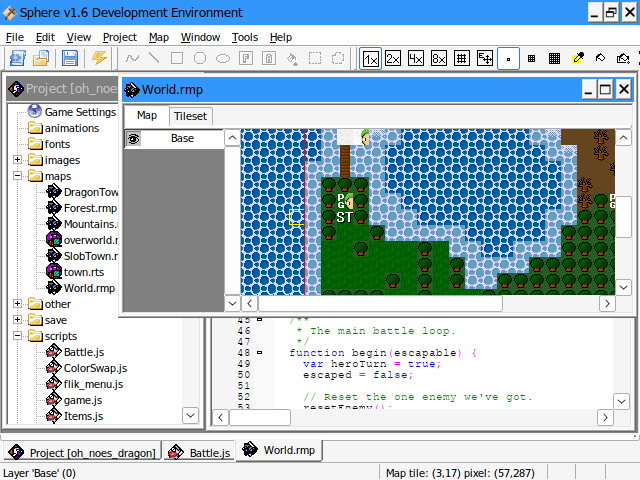 Sphere v1.6 Development Environment
File Edit View Project Map Window Tools Help
1x 2x 4x 8x
Project [oh_noes
World.rmp
Map Tileset
Base
Game Settings
animations
fonts
images
maps
DragonTow
Forest.rmp
Mountains.r
overworld.r
SlobTown.r
town.rts
World.rmp
other
save
scripts
Battle.js
ColorSwap.js
flik_menu.js
game.js
Items.js
P
G
ST
P
G
45 /**
46 * The main battle loop.
47 */
48 function begin(escapable) {
49 var heroTurn = true;
50 escaped = false;
51
52 // Reset the one enemy we've got.
53 resetEnemy();
Project [oh_noes_dragon] Battle.js World.rmp
Layer 'Base' (0) Map tile: (3,17) pixel: (57,287)